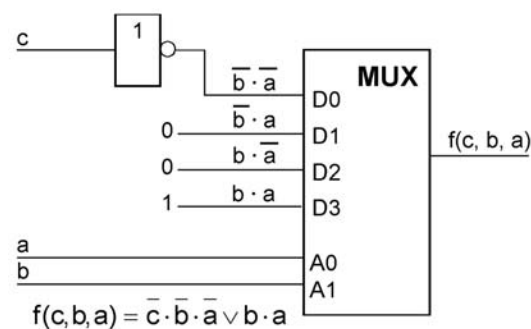 1
c
MUX
b̅ · a̅
D0
f(c, b, a)
0
b̅ · a
D1
0
b · a̅
D2
1
b · a
D3
a
A0
b
A1
f(c,b,a) = c̅ · b̅ · a̅ ∨ b · a